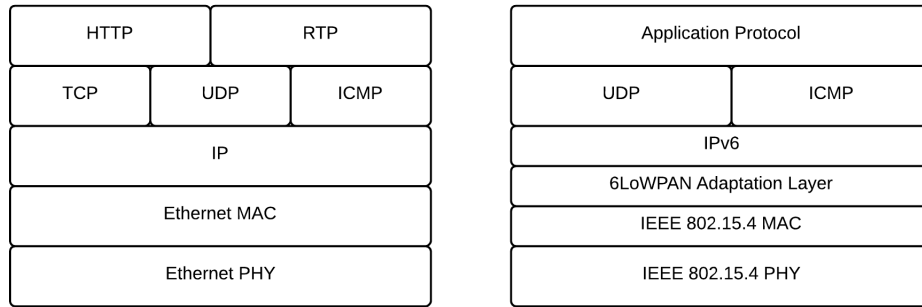 HTTP
RTP
TCP
UDP
ICMP
IP
Ethernet MAC
Ethernet PHY
Application Protocol
UDP
ICMP
IPv6
6LoWPAN Adaptation Layer
IEEE 802.15.4 MAC
IEEE 802.15.4 PHY